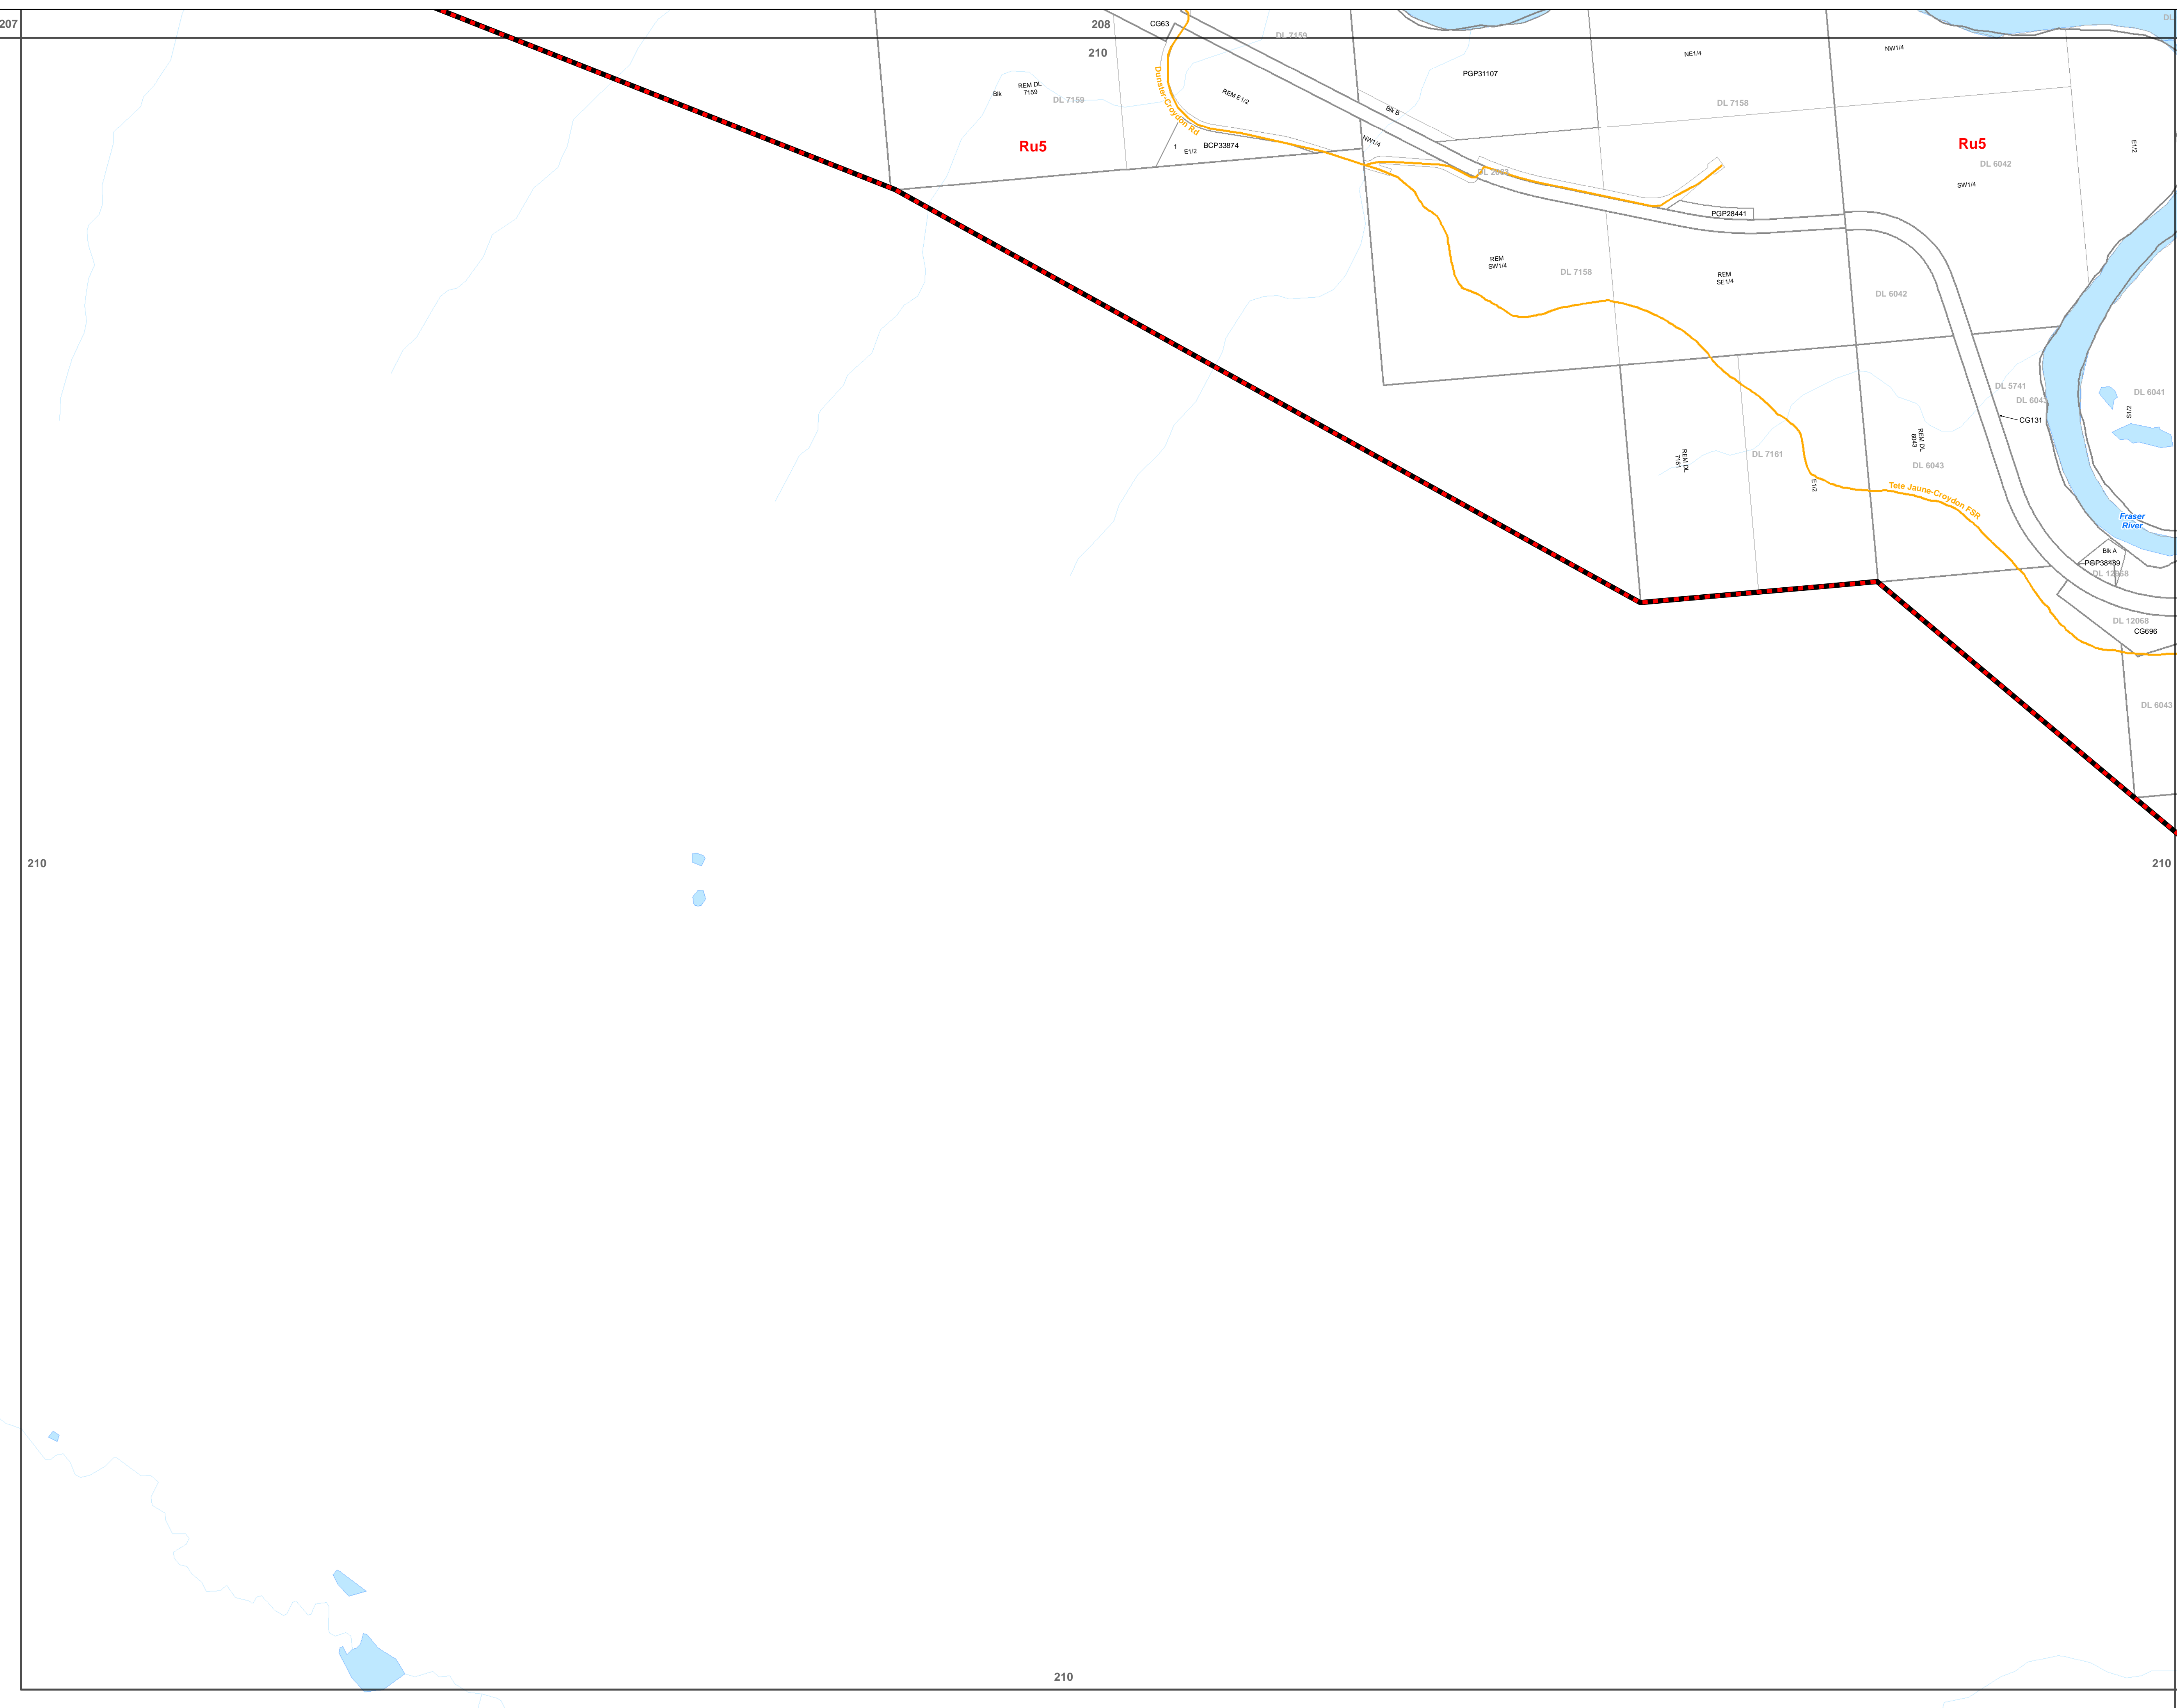 207
208
210
CG63
DL 7159
DL
NE1/4
NW1/4
PGP31107
REM DL
7159
Blk
DL 7159
REM E1/2
DL 7158
Blk B
Dunster-Croydon Rd
Ru5
1
E1/2
BCP33874
NW1/4
Ru5
E1/2
DL 6042
SW1/4
PGP28441
REM
SW1/4
DL 7158
REM
SE1/4
DL 6042
DL 5741
DL 6041
S1/2
CG131
REM DL
6043
REM DL
7161
DL 7161
DL 6043
E1/2
Tete Jaune-Croydon FSR
Fraser
River
Blk A
PGP38489
DL 12068
DL 12068
CG696
DL 6043
210
210
210